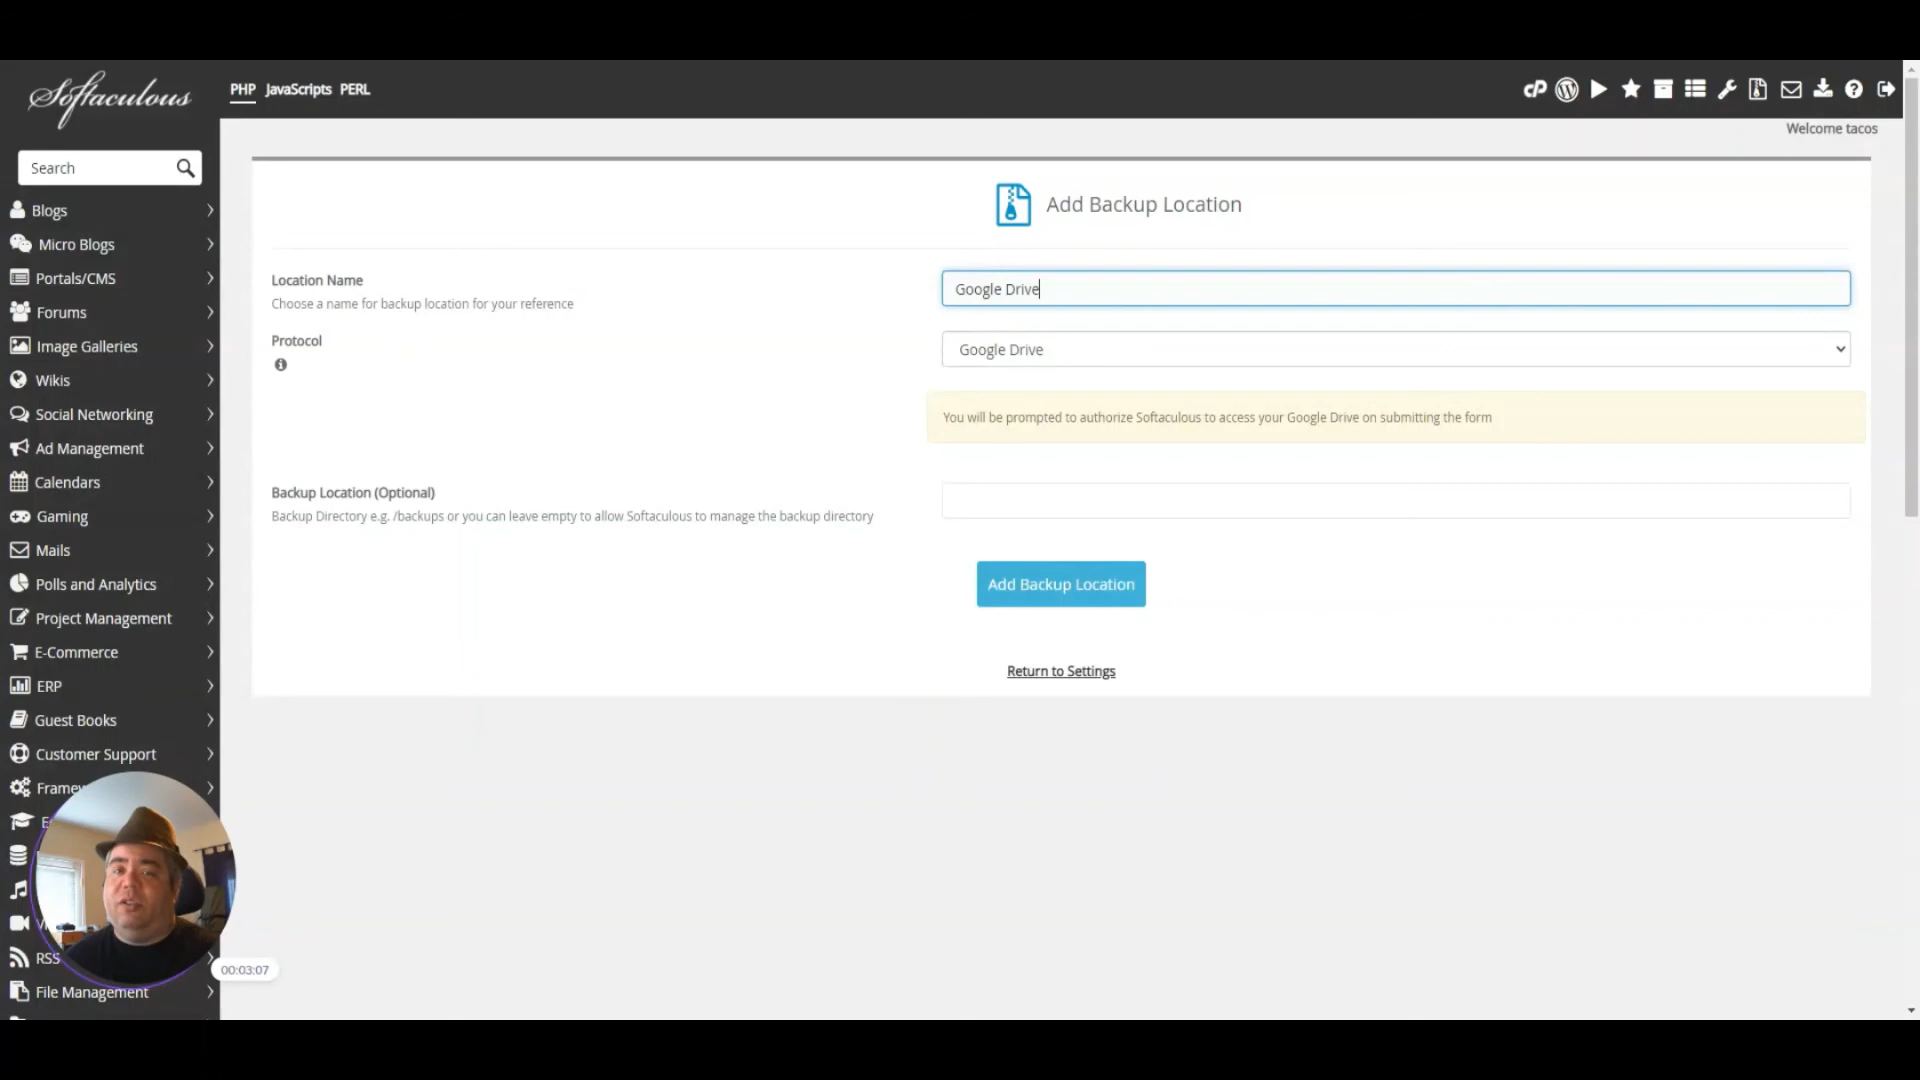 Softaculous
PHP JavaScripts PERL
cP
Welcome tacos
Search
Blogs
Micro Blogs
Portals/CMS
Forums
Image Galleries
Wikis
Social Networking
Ad Management
Calendars
Gaming
Mails
Polls and Analytics
Project Management
E-Commerce
ERP
Guest Books
Customer Support
RSS
File Management
Add Backup Location
Location Name
Choose a name for backup location for your reference
Google Drive
Protocol
Google Drive
You will be prompted to authorize Softaculous to access your Google Drive on submitting the form
Backup Location (Optional)
Backup Directory e.g. /backups or you can leave empty to allow Softaculous to manage the backup directory
Add Backup Location
Return to Settings
00:03:07